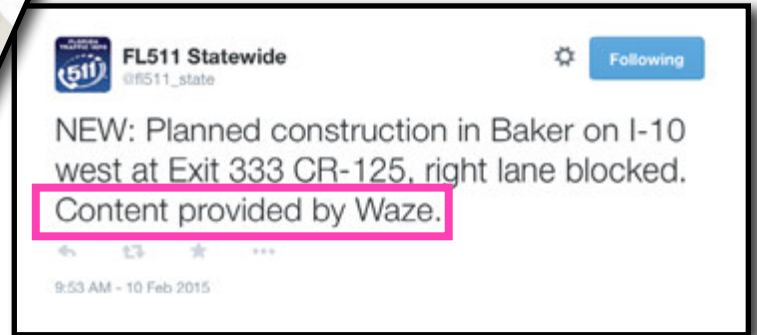 FL511 Statewide
@fl511_state
Following
NEW: Planned construction in Baker on I-10
west at Exit 333 CR-125, right lane blocked.
Content provided by Waze.
9:53 AM - 10 Feb 2015